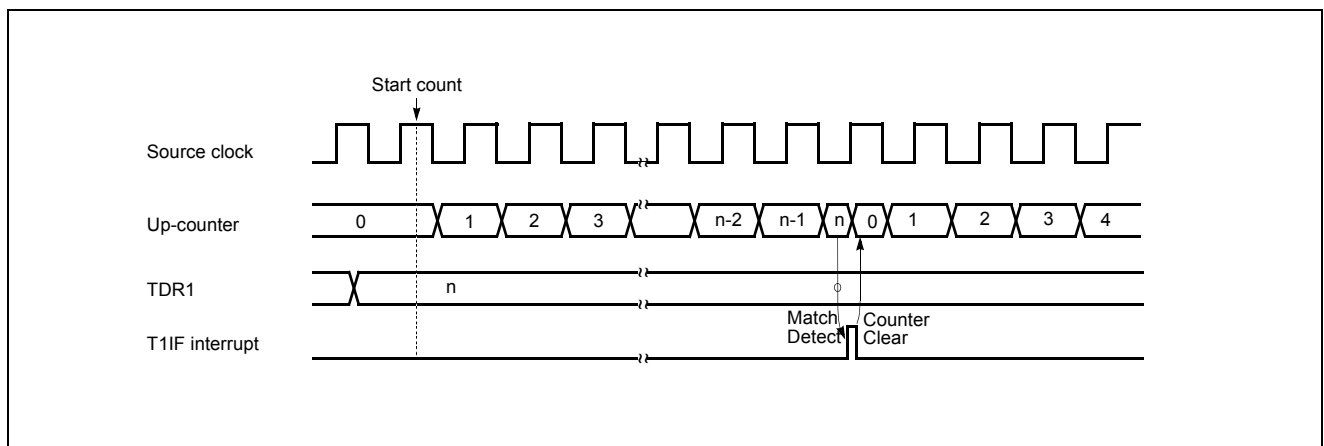 Start count
Source clock
Up-counter
0 1 2 3 n-2 n-1 n 0 1 2 3 4
TDR1
n
Match Detect
Counter Clear
T1IF interrupt